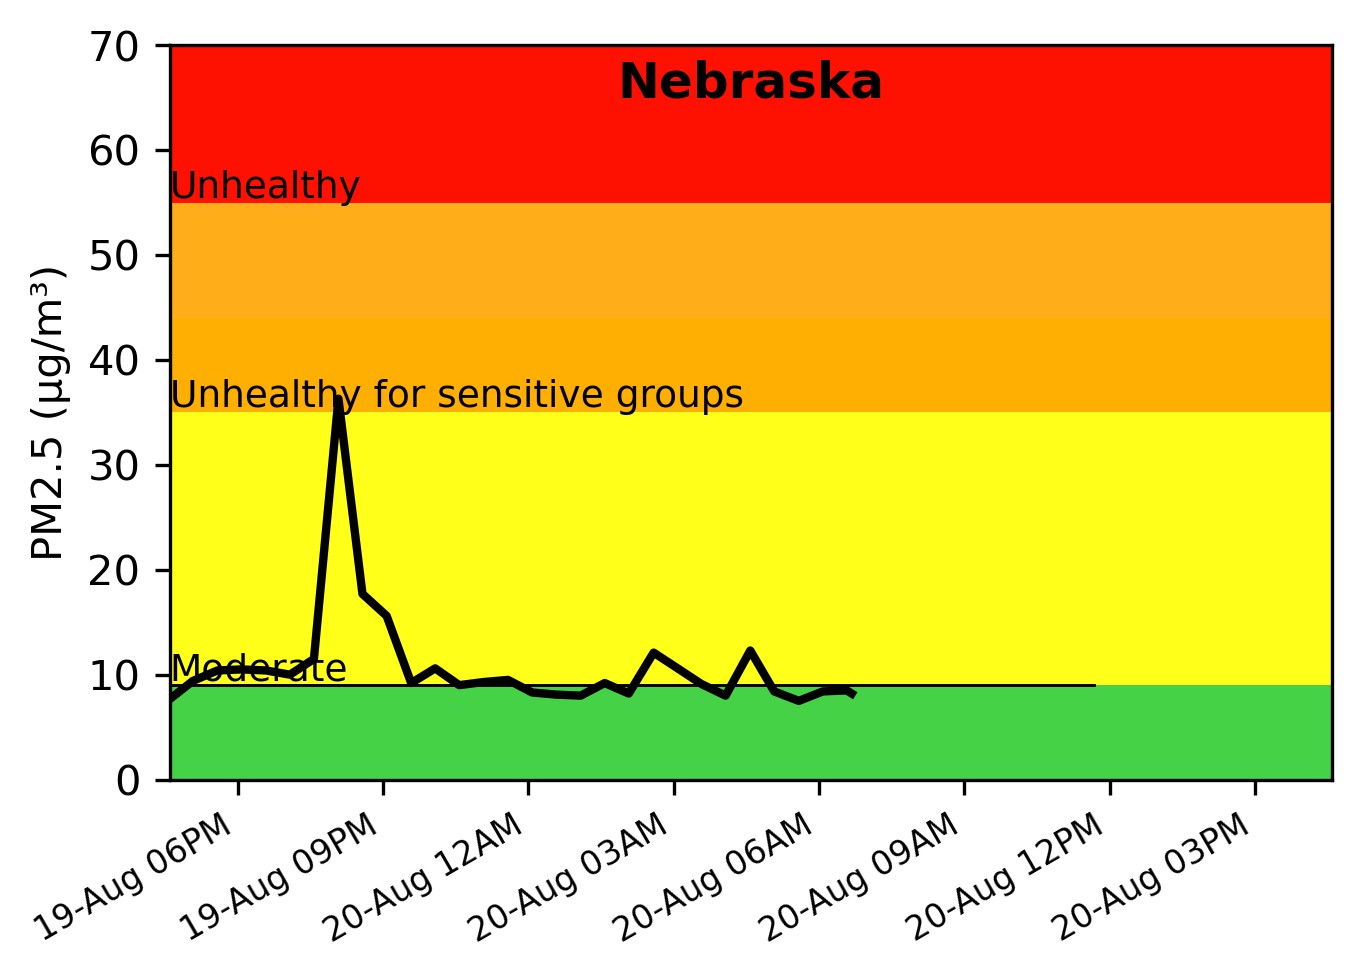 Nebraska
70
60
50
40
30
20
10
0
PM2.5 (µg/m³)
Unhealthy
Unhealthy for sensitive groups
Moderate
19-Aug 06PM
19-Aug 09PM
20-Aug 12AM
20-Aug 03AM
20-Aug 06AM
20-Aug 09AM
20-Aug 12PM
20-Aug 03PM